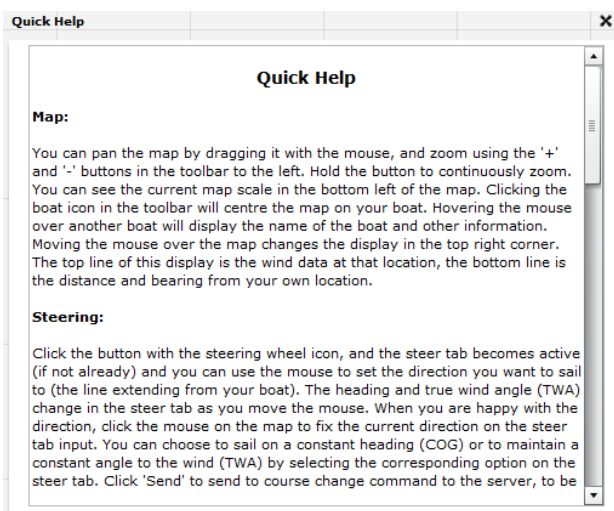 Quick Help
Quick Help
Map:
You can pan the map by dragging it with the mouse, and zoom using the '+'
and '-' buttons in the toolbar to the left. Hold the button to continuously zoom.
You can see the current map scale in the bottom left of the map. Clicking the
boat icon in the toolbar will centre the map on your boat. Hovering the mouse
over another boat will display the name of the boat and other information.
Moving the mouse over the map changes the display in the top right corner.
The top line of this display is the wind data at that location, the bottom line is
the distance and bearing from your own location.
Steering:
Click the button with the steering wheel icon, and the steer tab becomes active
(if not already) and you can use the mouse to set the direction you want to sail
to (the line extending from your boat). The heading and true wind angle (TWA)
change in the steer tab as you move the mouse. When you are happy with the
direction, click the mouse on the map to fix the current direction on the steer
tab input. You can choose to sail on a constant heading (COG) or to maintain a
constant angle to the wind (TWA) by selecting the corresponding option on the
steer tab. Click 'Send' to send to course change command to the server, to be